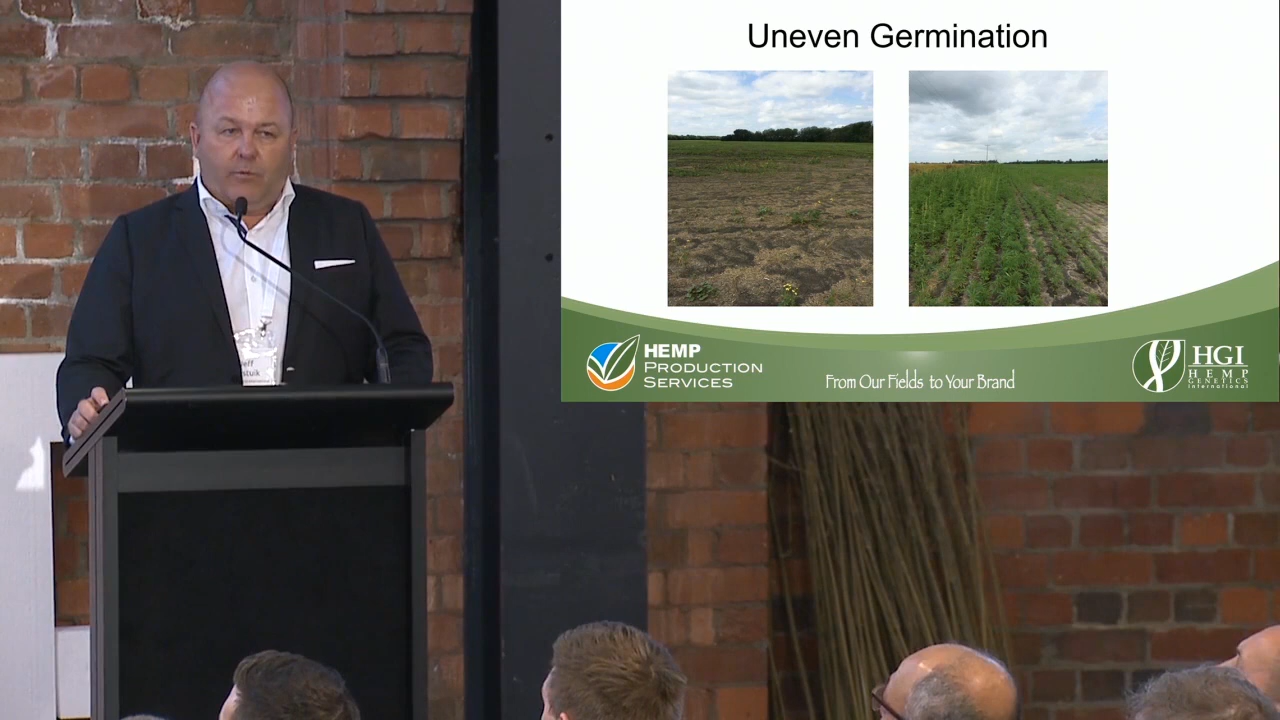 Uneven Germination
HEMP
PRODUCTION
SERVICES
From Our Fields to Your Brand
HGI
HEMP
GENETICS
International